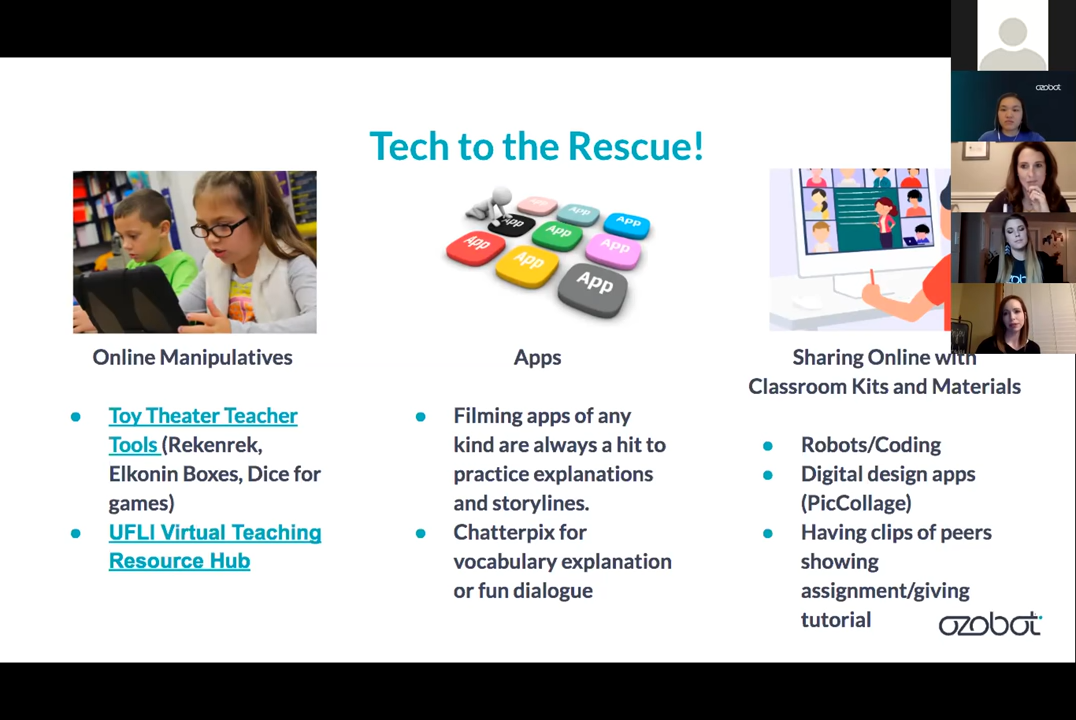 ozobot
Tech to the Rescue!
App
App
App
App
App
App
App
Online Manipulatives
Toy Theater Teacher
Tools (Rekenrek,
Elkonin Boxes, Dice for
games)
UFLI Virtual Teaching
Resource Hub
Apps
Filming apps of any
kind are always a hit to
practice explanations
and storylines.
Chatterpix for
vocabulary explanation
or fun dialogue
Sharing Online with
Classroom Kits and Materials
Robots/Coding
Digital design apps
(PicCollage)
Having clips of peers
showing
assignment/giving
tutorial
ozobot